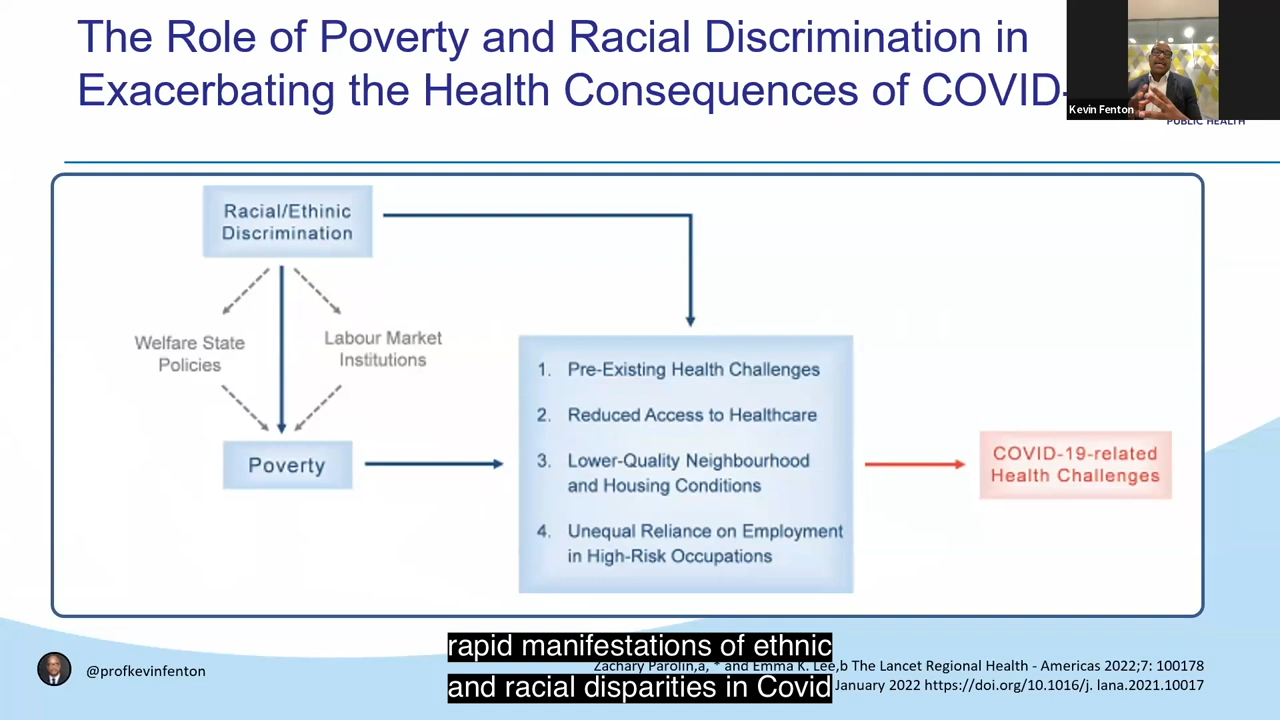 The Role of Poverty and Racial Discrimination in
Exacerbating the Health Consequences of COVID-
Kevin Fenton
PUBLIC HEALTH
Racial/Ethinic
Discrimination
Welfare State
Policies
Labour Market
Institutions
Poverty
1. Pre-Existing Health Challenges
2. Reduced Access to Healthcare
3. Lower-Quality Neighbourhood
and Housing Conditions
4. Unequal Reliance on Employment
in High-Risk Occupations
COVID-19-related
Health Challenges
rapid manifestations of ethnic
and racial disparities in Covid
@profkevinfenton
Zachary Parolin,a, * and Emma K. Lee,b The Lancet Regional Health - Americas 2022;7: 100178
January 2022 https://doi.org/10.1016/j. lana.2021.10017